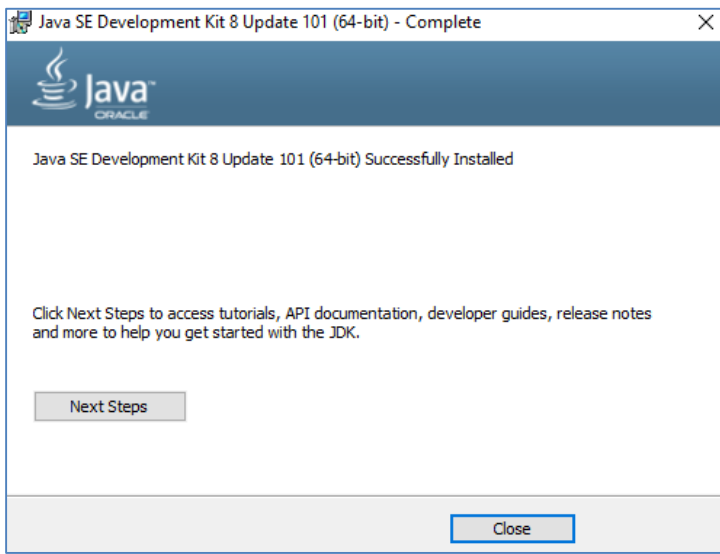 Java SE Development Kit 8 Update 101 (64-bit) - Complete
Java™
ORACLE
Java SE Development Kit 8 Update 101 (64-bit) Successfully Installed
Click Next Steps to access tutorials, API documentation, developer guides, release notes
and more to help you get started with the JDK.
Next Steps
Close